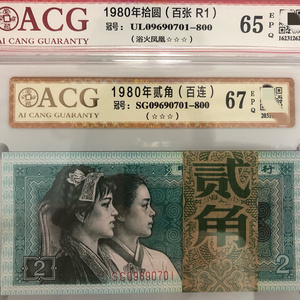 ACG
AI CANG GUARANTY
1980年拾圆（百张 R1）
冠号： UL09690701-800
（浴火凤凰☆☆☆）
65
EPQ
ACG
AI CANG GUARANTY
1980年贰角（百连）
冠号： SG09690701-800
（☆☆☆）
67
EPQ
贰角
行
2
SG09690701
2